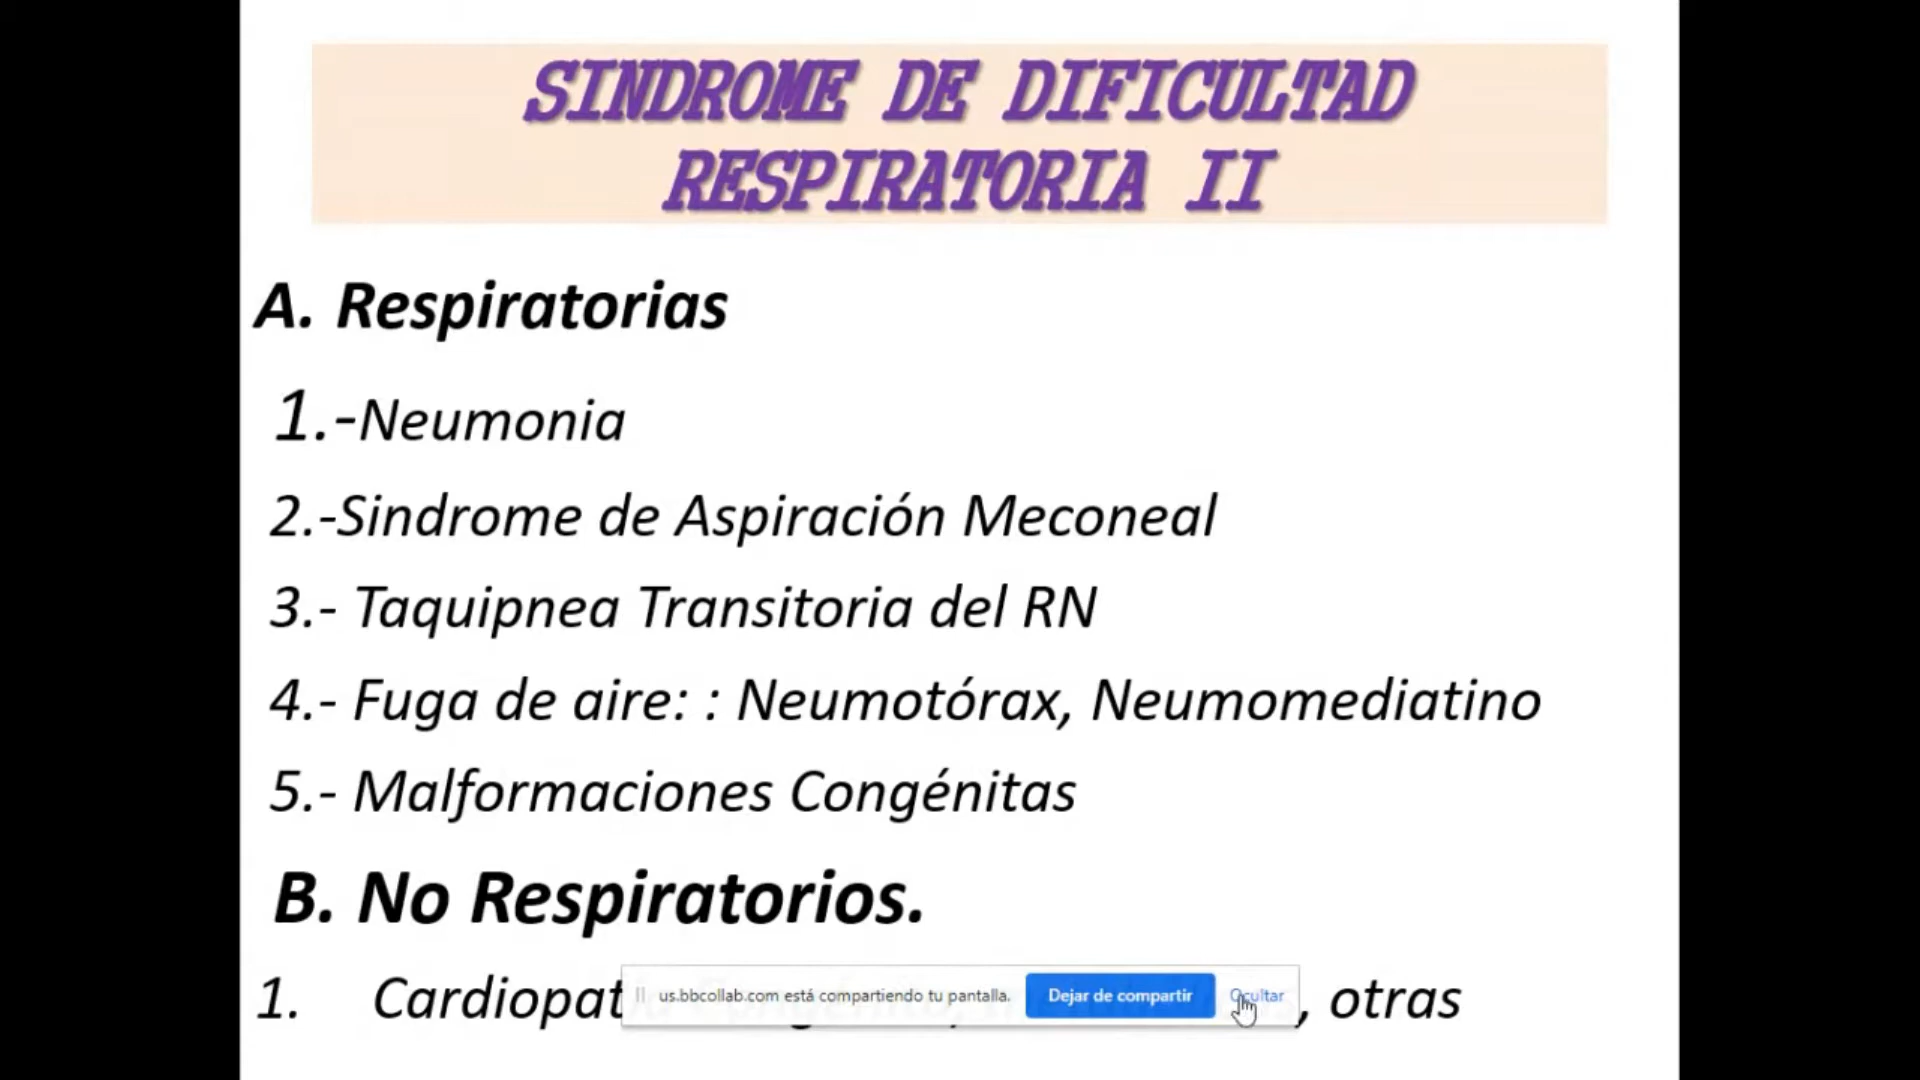 SINDROME DE DIFICULTAD
RESPIRATORIA II
A. Respiratorias
1.-Neumonia
2.-Sindrome de Aspiración Meconeal
3.- Taquipnea Transitoria del RN
4.- Fuga de aire: : Neumotórax, Neumomediatino
5.- Malformaciones Congénitas
B. No Respiratorios.
1. , otras
us.bbcollab.com está compartiendo tu pantalla. Dejar de compartir Ocultar